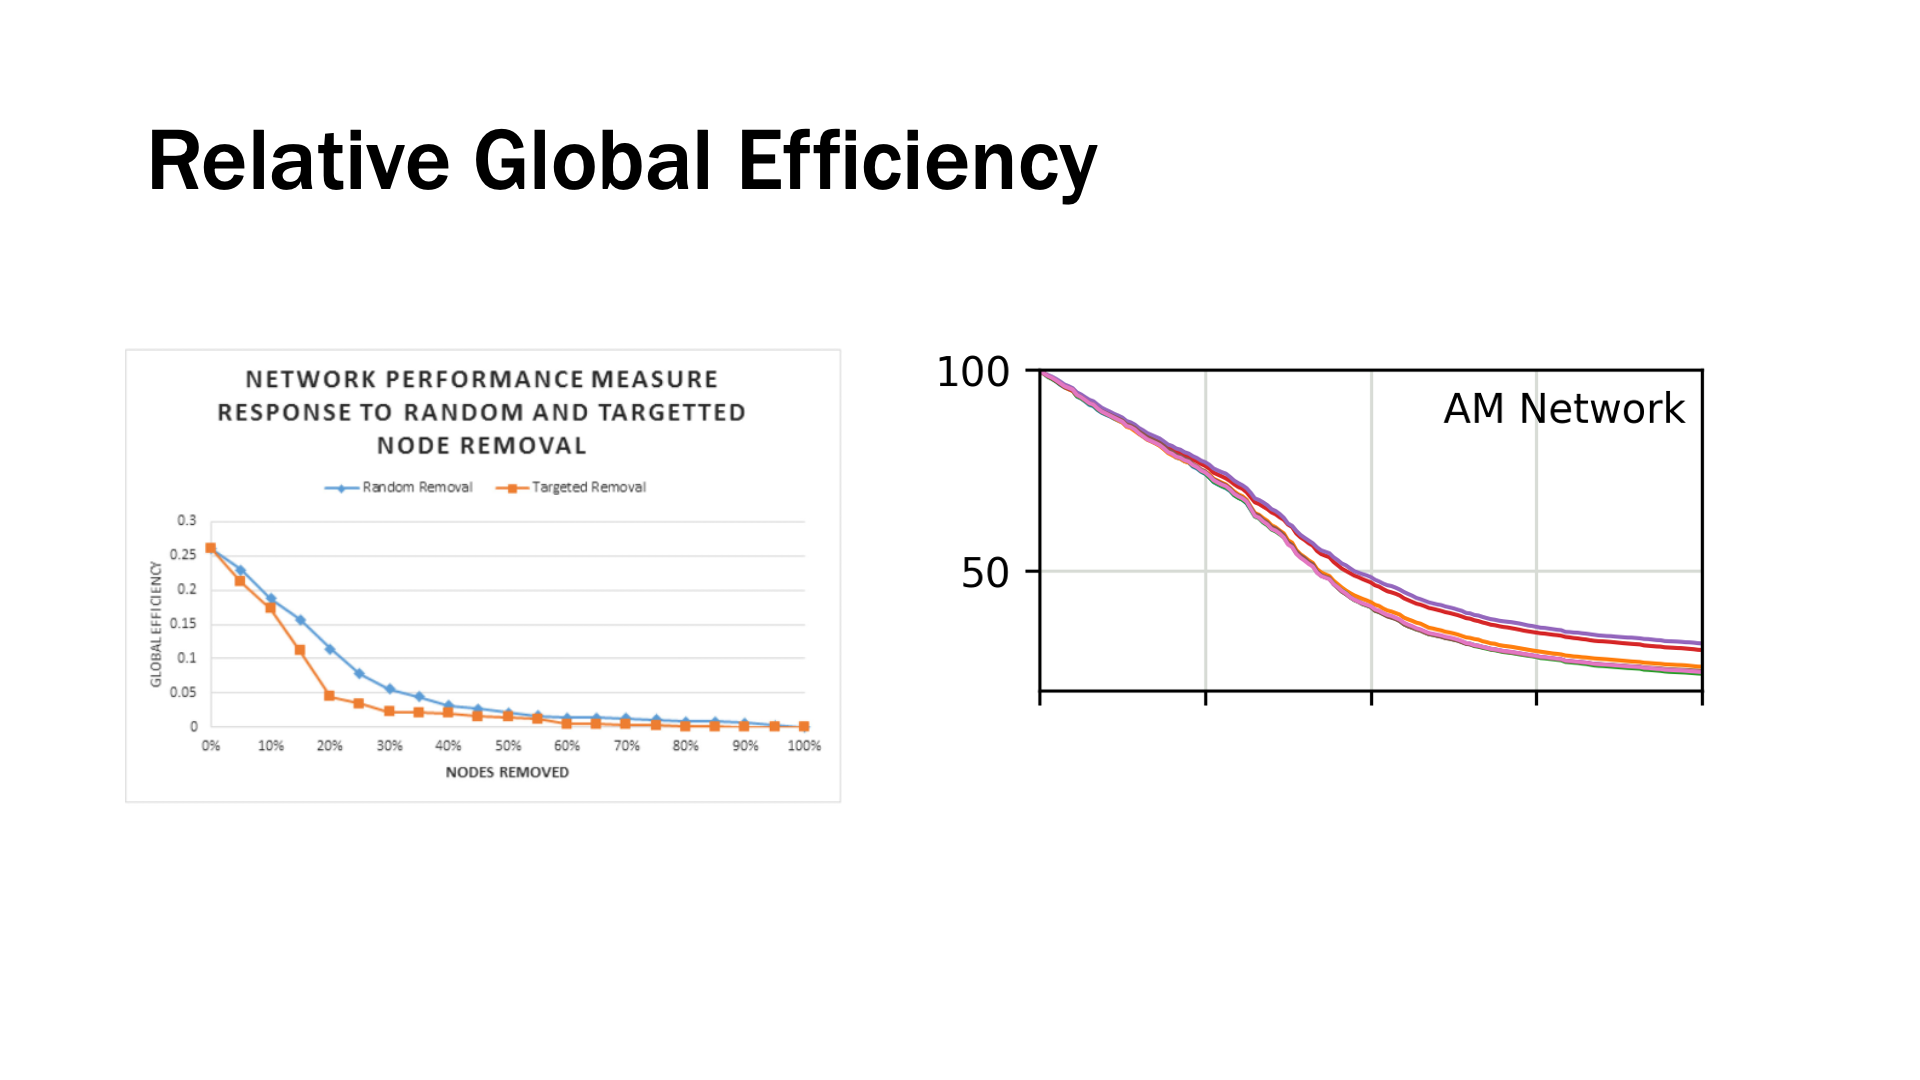 Relative Global Efficiency
NETWORK PERFORMANCE MEASURE
RESPONSE TO RANDOM AND TARGETTED
NODE REMOVAL
Random Removal Targeted Removal
GLOBAL EFFICIENCY
0.3
0.25
0.2
0.15
0.1
0.05
0
0% 10% 20% 30% 40% 50% 60% 70% 80% 90% 100%
NODES REMOVED
100
50
AM Network